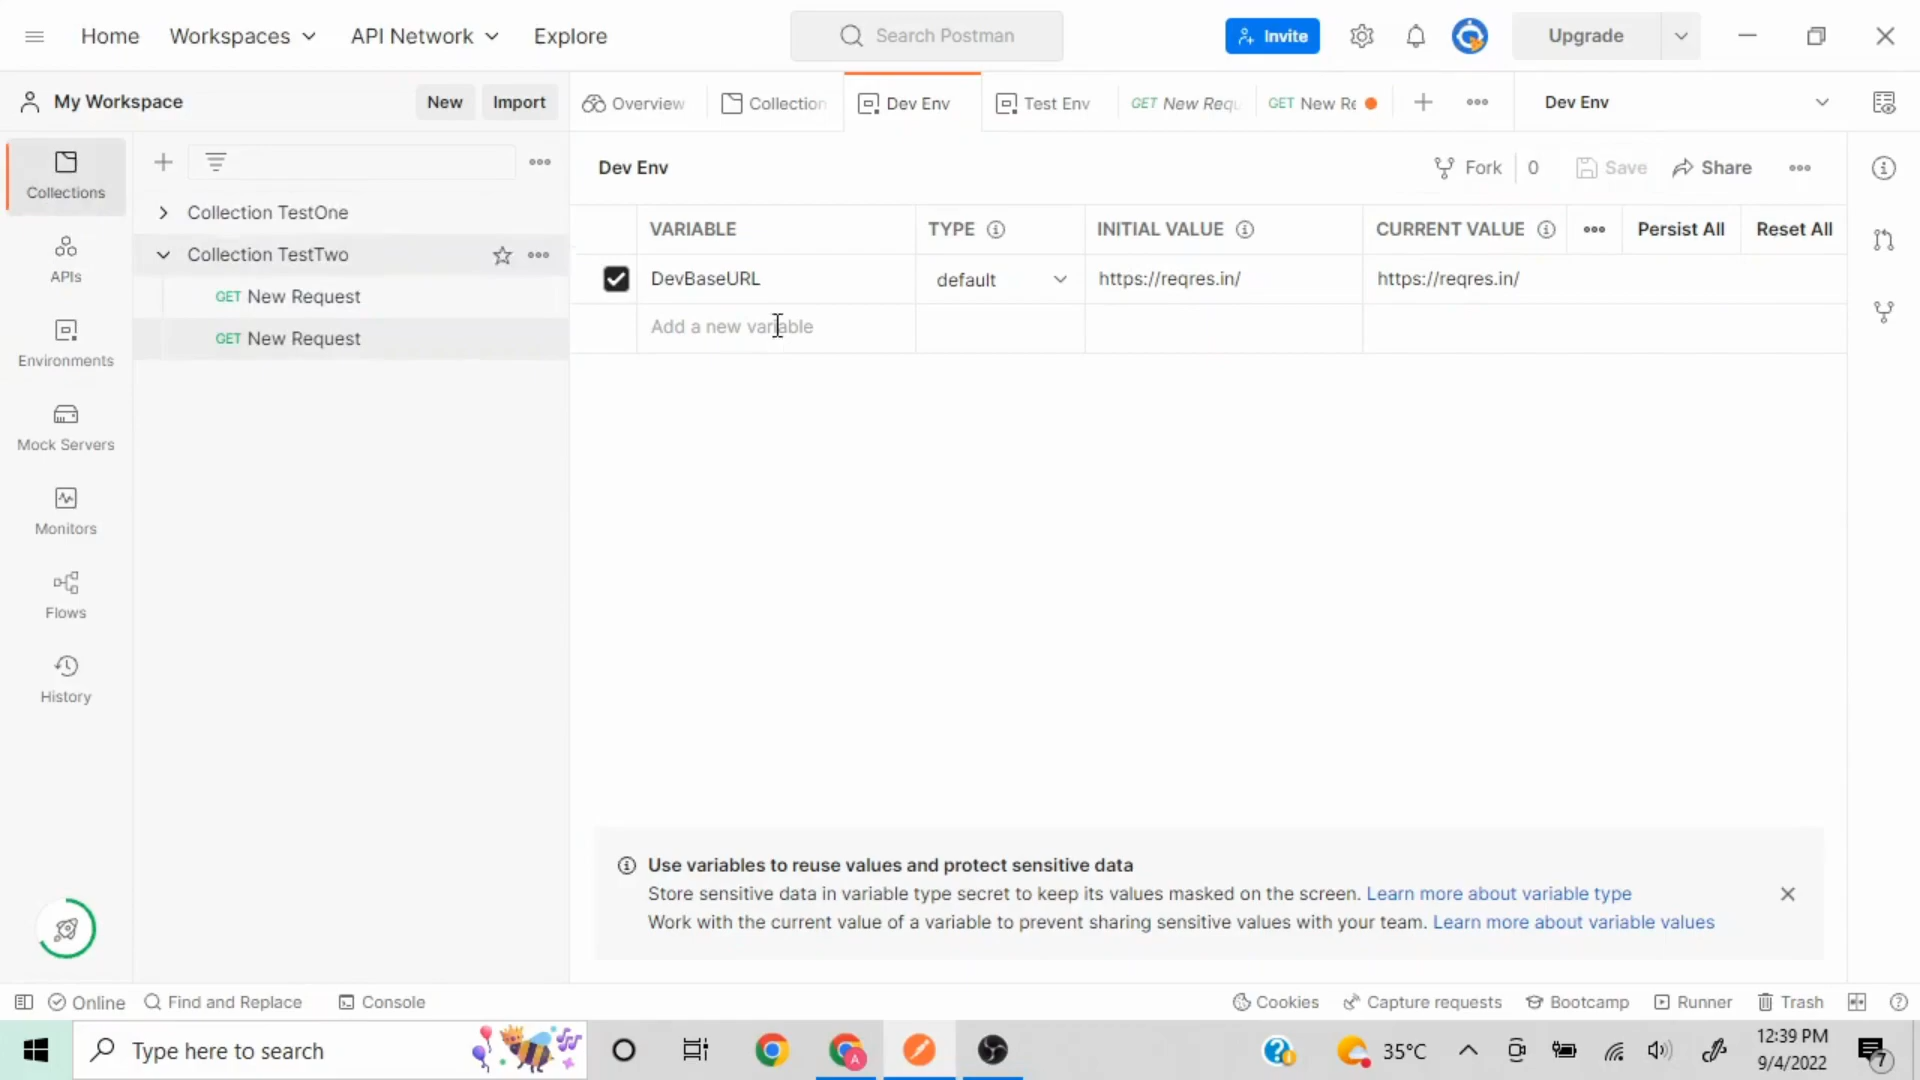 Home Workspaces API Network Explore Search Postman Invite Upgrade
My Workspace New Import Overview Collection Dev Env Test Env GET New Requ GET New Re Dev Env
Dev Env Fork 0 Save Share
Collections
Collection TestOne
VARIABLE TYPE INITIAL VALUE CURRENT VALUE Persist All Reset All
Collection TestTwo
DevBaseURL default https://reqres.in/ https://reqres.in/
APIs
GET New Request
Add a new variable
GET New Request
Environments
Mock Servers
Monitors
Flows
History
Use variables to reuse values and protect sensitive data
Store sensitive data in variable type secret to keep its values masked on the screen. Learn more about variable type
Work with the current value of a variable to prevent sharing sensitive values with your team. Learn more about variable values
Online Find and Replace Console Cookies Capture requests Bootcamp Runner Trash
Type here to search A 35°C 12:39 PM
9/4/2022 7